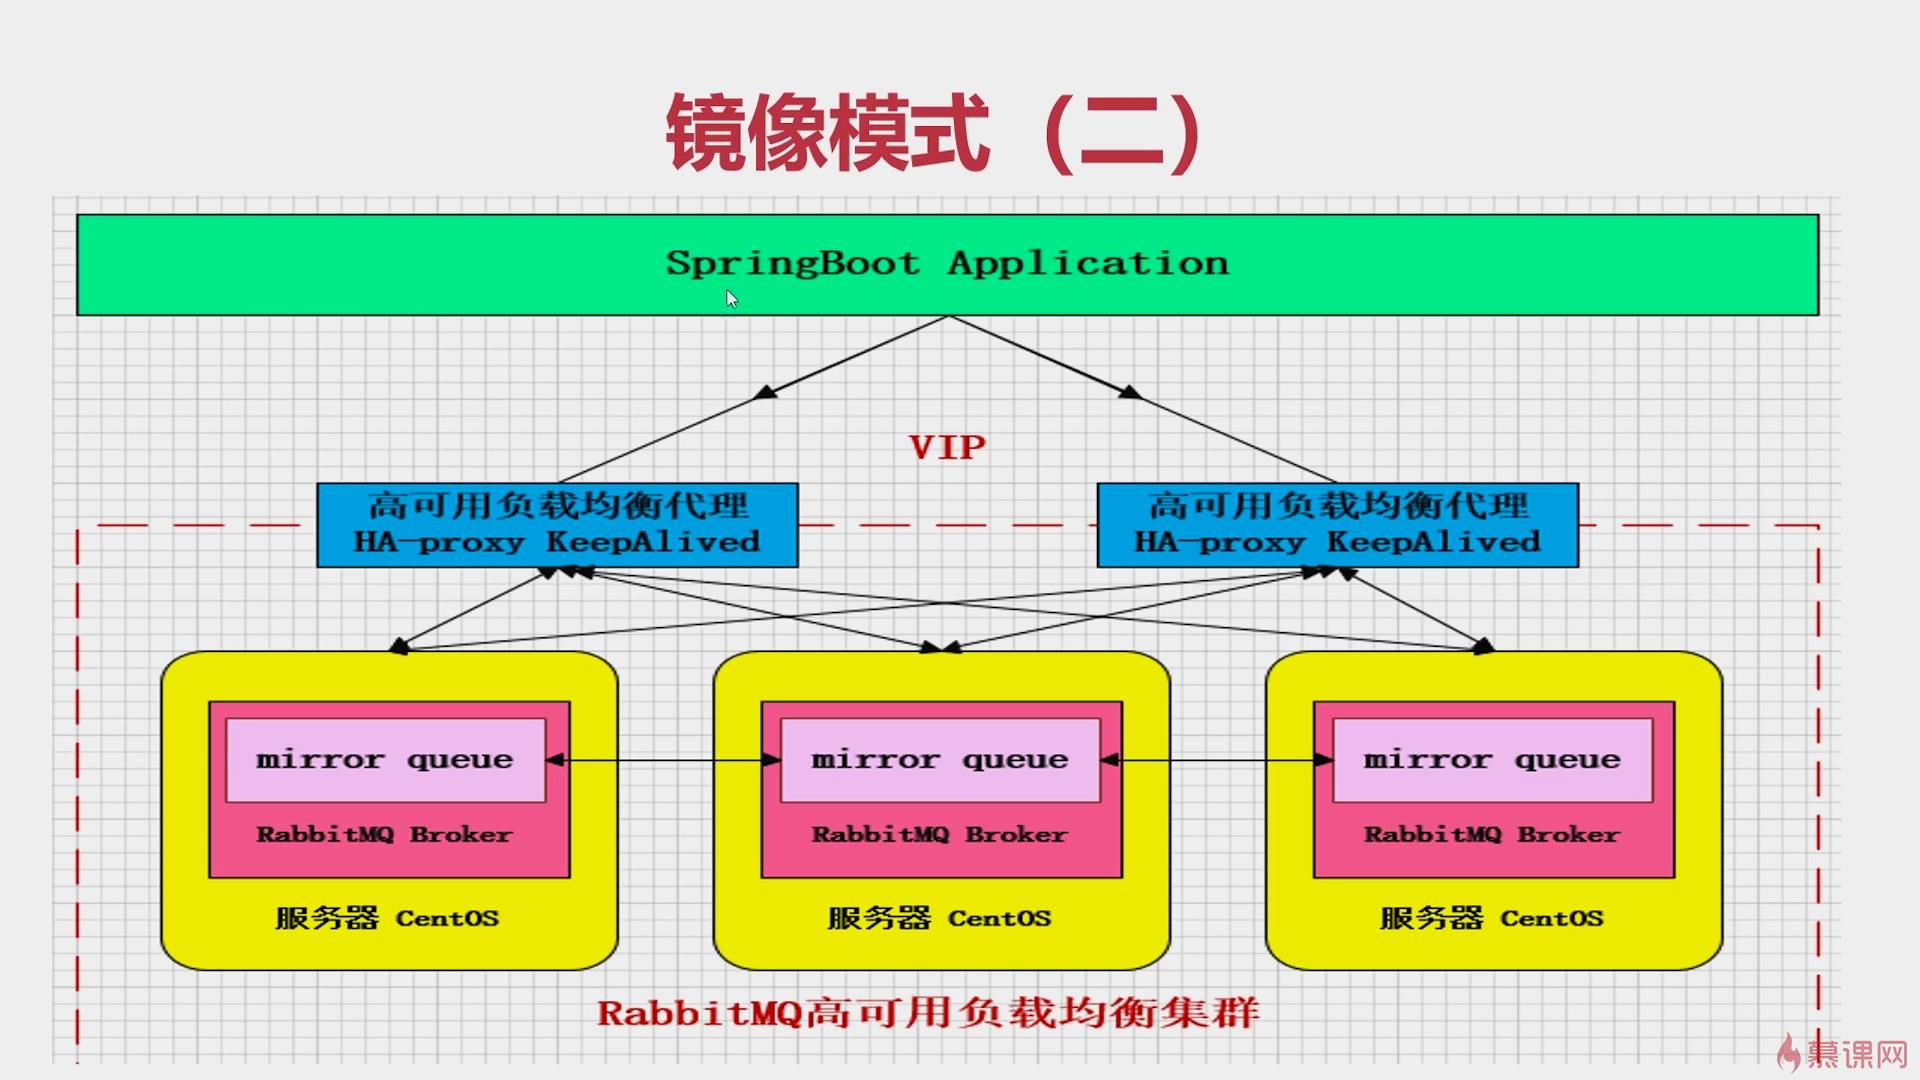 镜像模式（二）
SpringBoot Application
VIP
高可用负载均衡代理
HA-proxy KeepAlived
高可用负载均衡代理
HA-proxy KeepAlived
mirror queue
RabbitMQ Broker
服务器 CentOS
mirror queue
RabbitMQ Broker
服务器 CentOS
mirror queue
RabbitMQ Broker
服务器 CentOS
RabbitMQ高可用负载均衡集群
慕课网